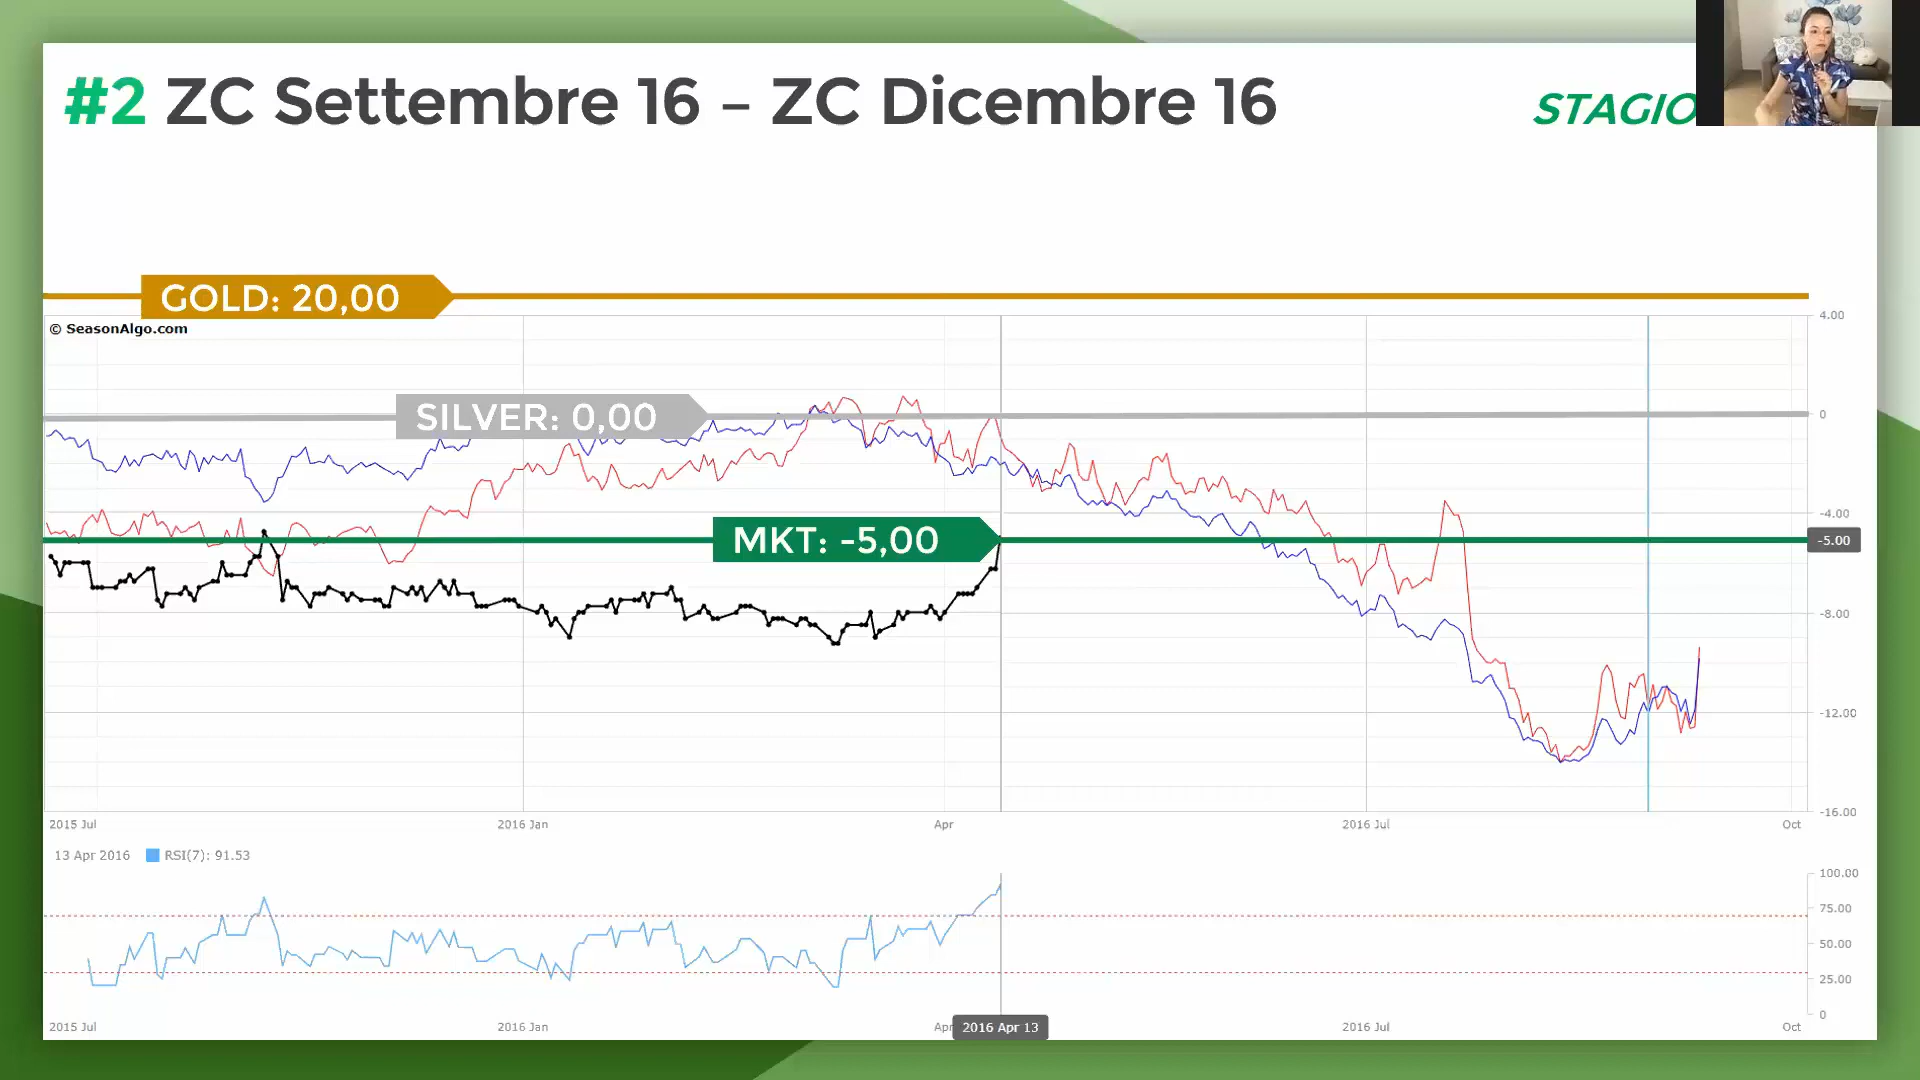 #2 ZC Settembre 16 – ZC Dicembre 16
STAGIO
GOLD: 20,00
© SeasonAlgo.com
4.00
SILVER: 0,00
0
-4.00
MKT: -5,00
-5.00
-8.00
-12.00
-16.00
2015 Jul
2016 Jan
Apr
2016 Jul
Oct
13 Apr 2016
RSI(7): 91.53
100.00
75.00
50.00
25.00
0
2015 Jul
2016 Jan
Apr
2016 Apr 13
2016 Jul
Oct